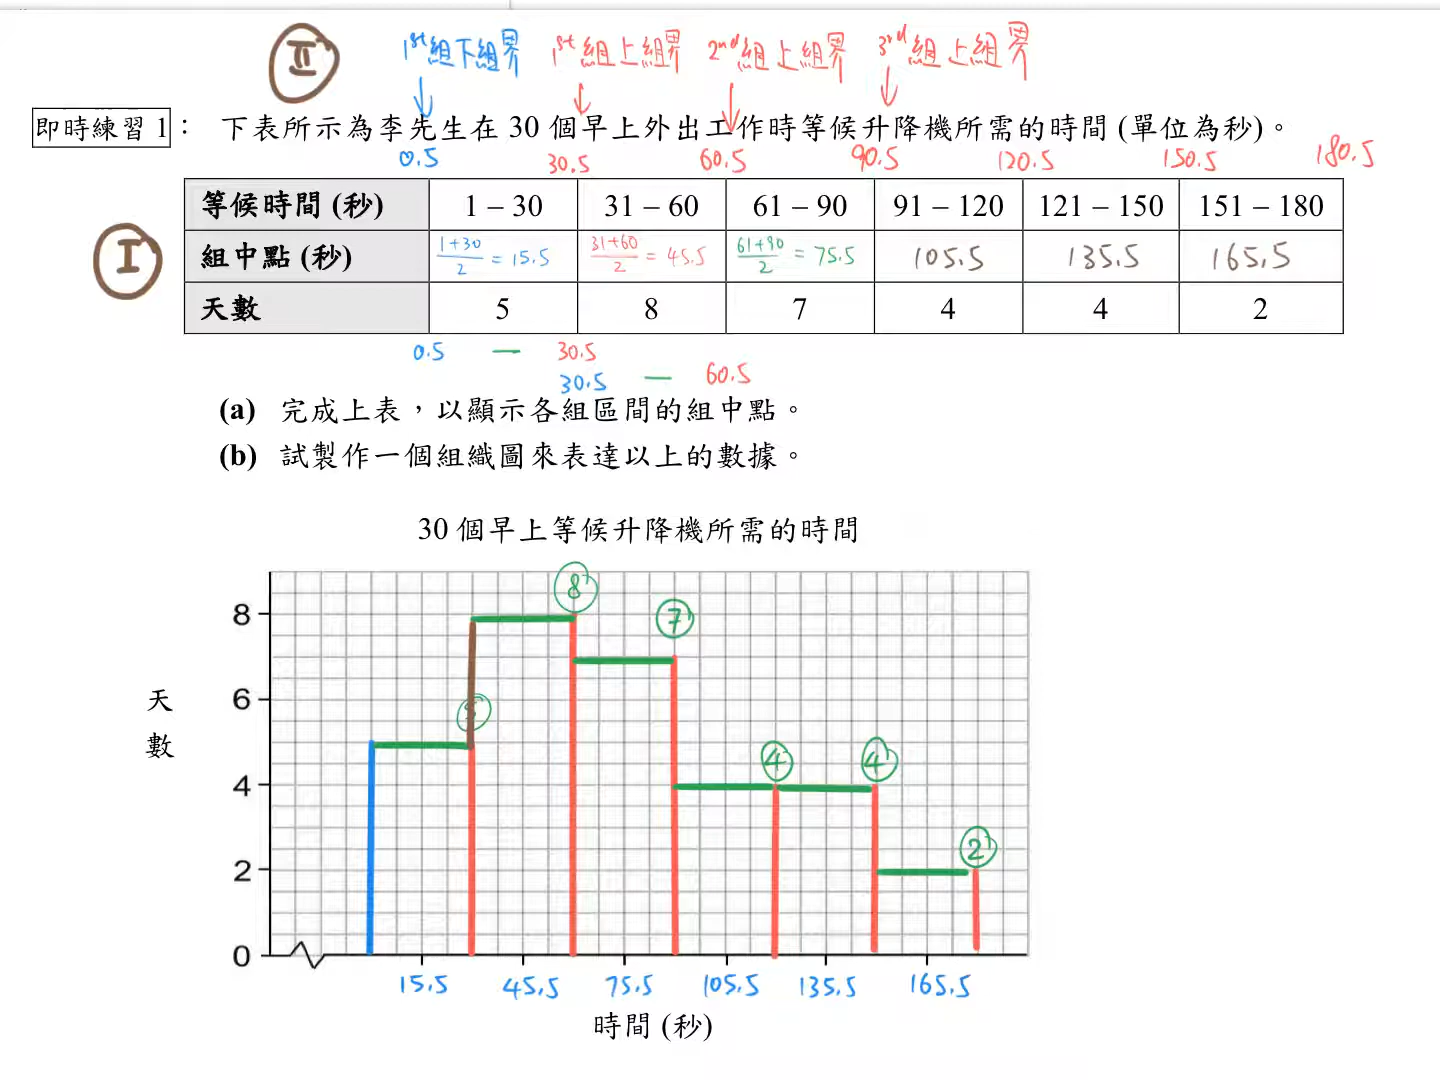 II 1st組下組界 1st組上組界 2nd組上組界 3rd組上組界
即時練習 1： 下表所示為李先生在 30 個早上外出工作時等候升降機所需的時間 (單位為秒)。
0.5 30.5 60.5 90.5 120.5 150.5 180.5
等候時間 (秒) 1 – 30 31 – 60 61 – 90 91 – 120 121 – 150 151 – 180
I 組中點 (秒) 1+30/2 = 15.5 31+60/2 = 45.5 61+90/2 = 75.5 105.5 135.5 165.5
天數 5 8 7 4 4 2
0.5 — 30.5
30.5 — 60.5
(a) 完成上表，以顯示各組區間的組中點。
(b) 試製作一個組織圖來表達以上的數據。
30 個早上等候升降機所需的時間
8
6
4
2
0
天數
5 8 7 4 4 2
15.5 45.5 75.5 105.5 135.5 165.5
時間 (秒)